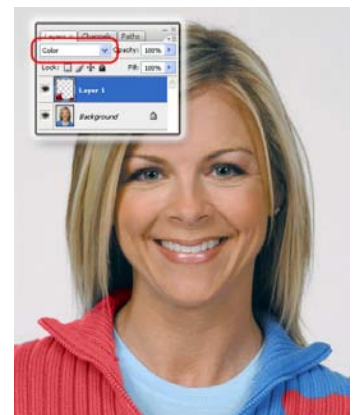 Layers × Channels Paths
Color Opacity: 100%
Lock: Fill: 100%
Layer 1
Background